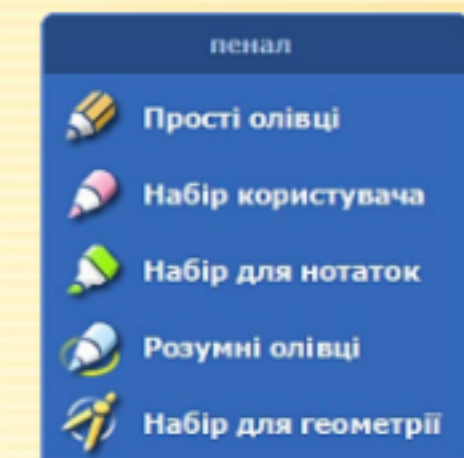 пенал
Прості олівці
Набір користувача
Набір для нотаток
Розумні олівці
Набір для геометрії